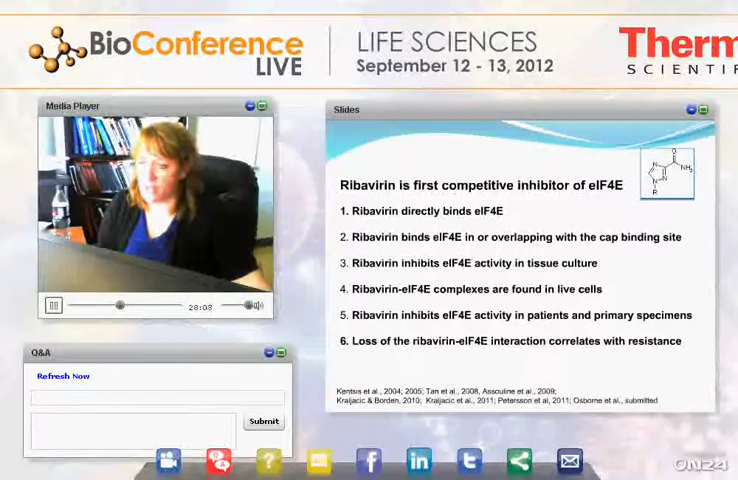 BioConference
LIVE
LIFE SCIENCES
September 12 - 13, 2012
Therm
SCIENTIF
Media Player
28:03
Q&A
Refresh Now
Submit
Slides
Ribavirin is first competitive inhibitor of eIF4E
1. Ribavirin directly binds eIF4E
2. Ribavirin binds eIF4E in or overlapping with the cap binding site
3. Ribavirin inhibits eIF4E activity in tissue culture
4. Ribavirin-eIF4E complexes are found in live cells
5. Ribavirin inhibits eIF4E activity in patients and primary specimens
6. Loss of the ribavirin-eIF4E interaction correlates with resistance
Kentsis et al., 2004; 2005; Tan et al., 2008, Assouline et al., 2009;
Kraljacic & Borden, 2010; Kraljacic et al., 2011; Petersson et al, 2011; Osborne et al., submitted
ON24